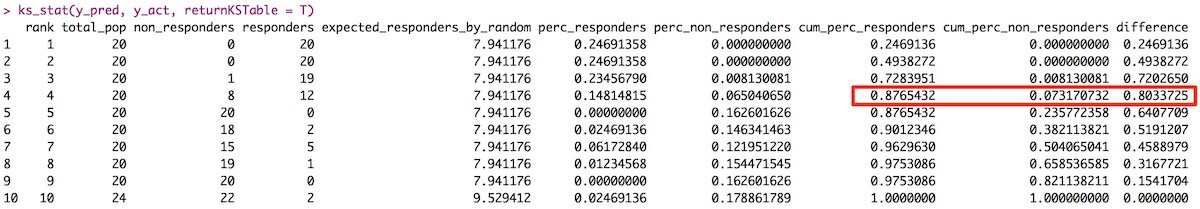 > ks_stat(y_pred, y_act, returnKSTable = T)
rank total_pop non_responders responders expected_responders_by_random perc_responders perc_non_responders cum_perc_responders cum_perc_non_responders difference
1 1 20 0 20 7.941176 0.24691358 0.000000000 0.2469136 0.000000000 0.2469136
2 2 20 0 20 7.941176 0.24691358 0.000000000 0.4938272 0.000000000 0.4938272
3 3 20 1 19 7.941176 0.23456790 0.008130081 0.7283951 0.008130081 0.7202650
4 4 20 8 12 7.941176 0.14814815 0.065040650 0.8765432 0.073170732 0.8033725
5 5 20 20 0 7.941176 0.00000000 0.162601626 0.8765432 0.235772358 0.6407709
6 6 20 18 2 7.941176 0.02469136 0.146341463 0.9012346 0.382113821 0.5191207
7 7 20 15 5 7.941176 0.06172840 0.121951220 0.9629630 0.504065041 0.4588979
8 8 20 19 1 7.941176 0.01234568 0.154471545 0.9753086 0.658536585 0.3167721
9 9 20 20 0 7.941176 0.00000000 0.162601626 0.9753086 0.821138211 0.1541704
10 10 24 22 2 9.529412 0.02469136 0.178861789 1.0000000 1.000000000 0.0000000